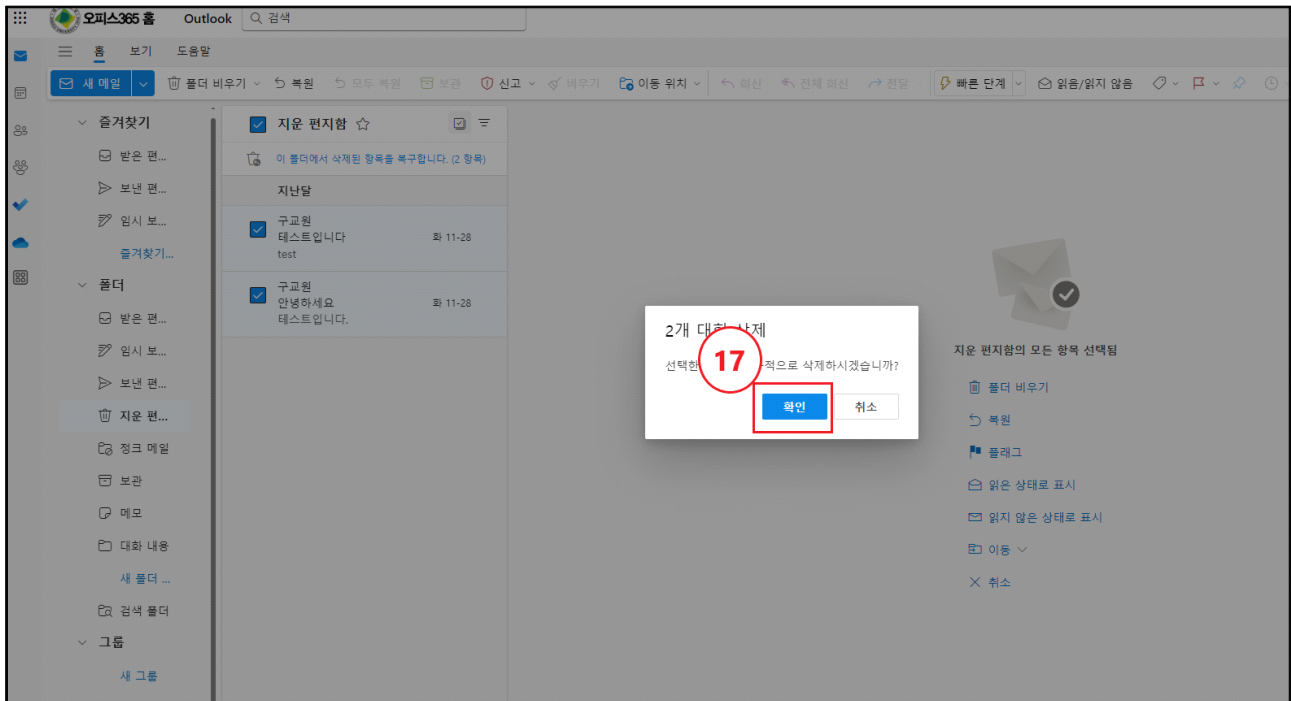 오피스365 홈
Outlook
검색
홈 보기 도움말
새 메일 폴더 비우기 복원 모두 복원 보관 신고 비우기 이동 위치 회신 전체 회신 전달 빠른 단계 읽음/읽지 않음
즐겨찾기
받은 편...
보낸 편...
임시 보...
즐겨찾기...
폴더
받은 편...
임시 보...
보낸 편...
지운 편...
정크 메일
보관
메모
대화 내용
새 폴더 ...
검색 폴더
그룹
새 그룹
지운 편지함
이 폴더에서 삭제된 항목을 복구합니다. (2 항목)
지난달
구교원
테스트입니다 화 11-28
test
구교원
안녕하세요 화 11-28
테스트입니다.
2개 대화 삭제
선택한 적으로 삭제하시겠습니까?
17
확인 취소
지운 편지함의 모든 항목 선택됨
폴더 비우기
복원
플래그
읽은 상태로 표시
읽지 않은 상태로 표시
이동
취소